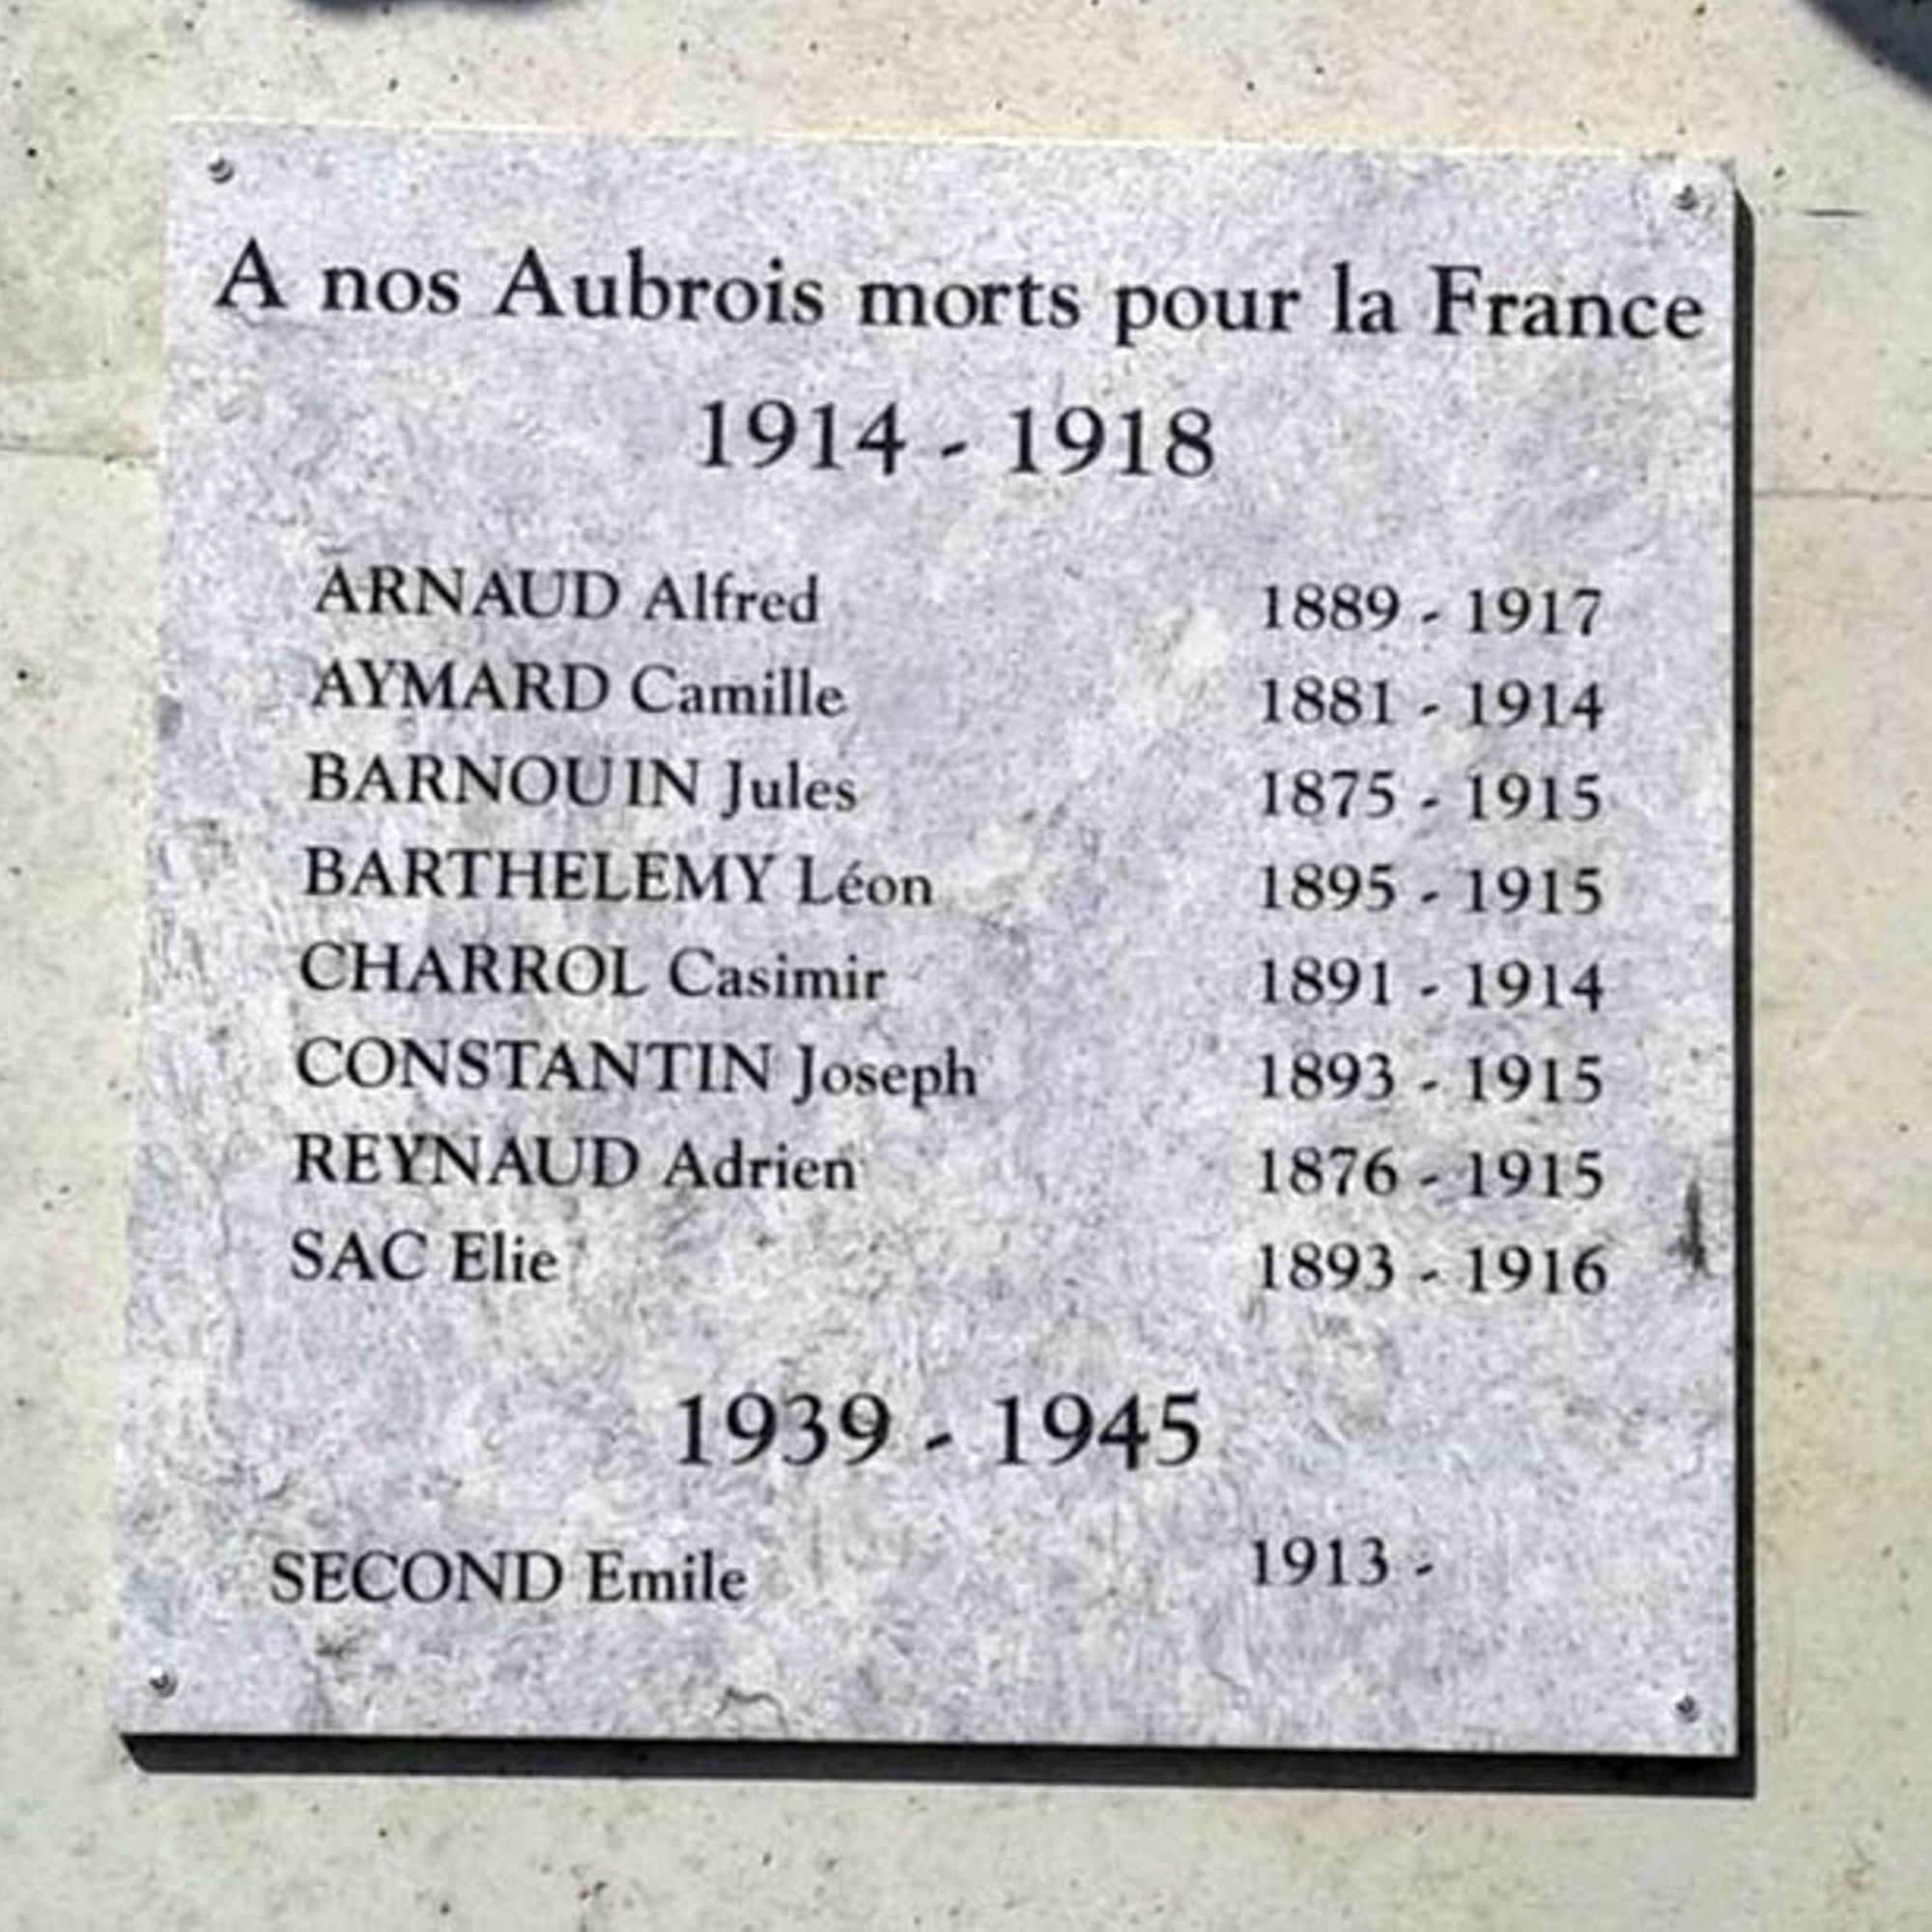 A nos Aubrois morts pour la France
1914 - 1918
ARNAUD Alfred 1889 - 1917
AYMARD Camille 1881 - 1914
BARNOUIN Jules 1875 - 1915
BARTHELEMY Léon 1895 - 1915
CHARROL Casimir 1891 - 1914
CONSTANTIN Joseph 1893 - 1915
REYNAUD Adrien 1876 - 1915
SAC Elie 1893 - 1916
1939 - 1945
SECOND Emile 1913 -